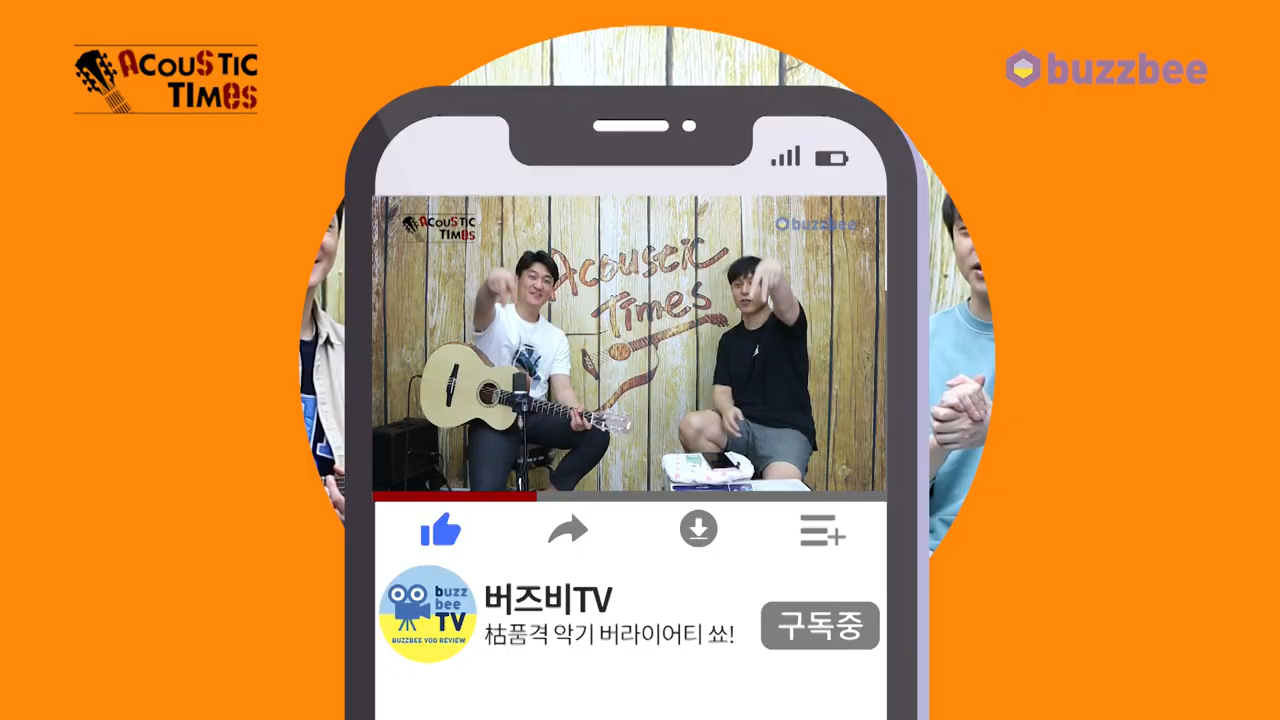 ACOUSTIC
TIMES
buzzbee
ACOUSTIC
TIMES
buzzbee
Acoustic
Times
buzz
bee
TV
BUZZBEE VOD REVIEW
버즈비TV
枯품격 악기 버라이어티 쑈!
구독중